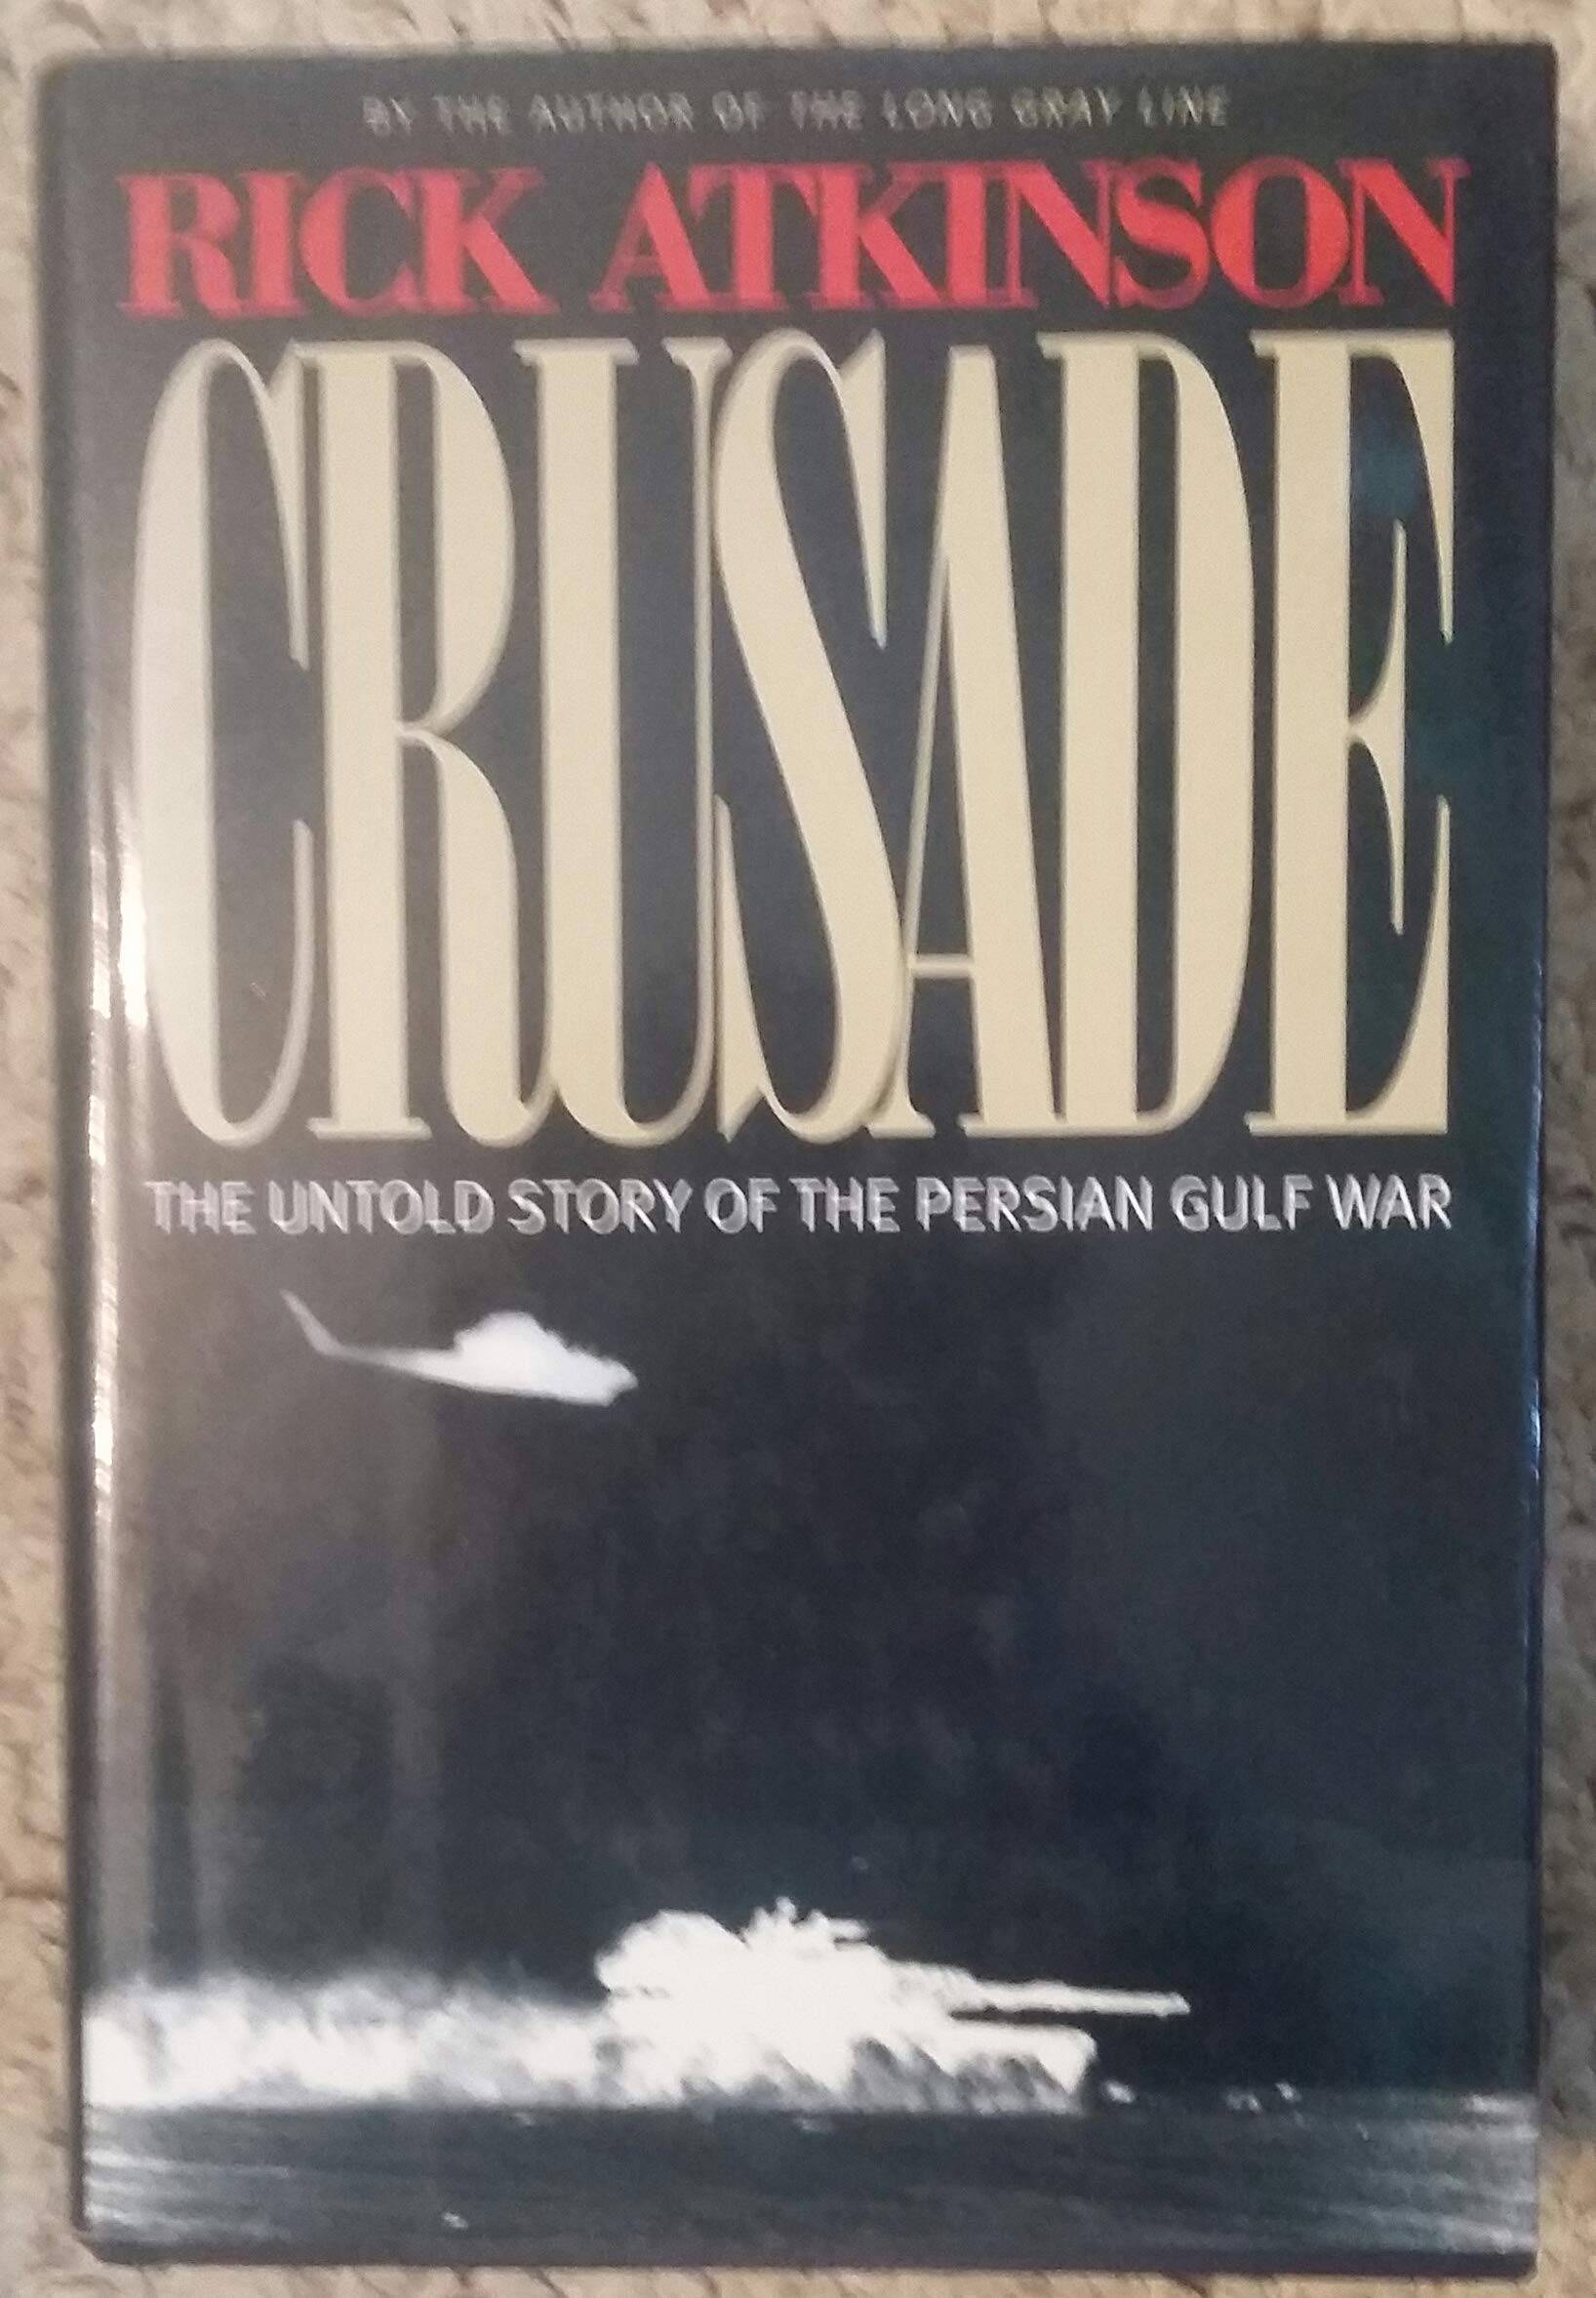 BY THE AUTHOR OF THE LONG GRAY LINE
RICK ATKINSON
CRUSADE
THE UNTOLD STORY OF THE PERSIAN GULF WAR